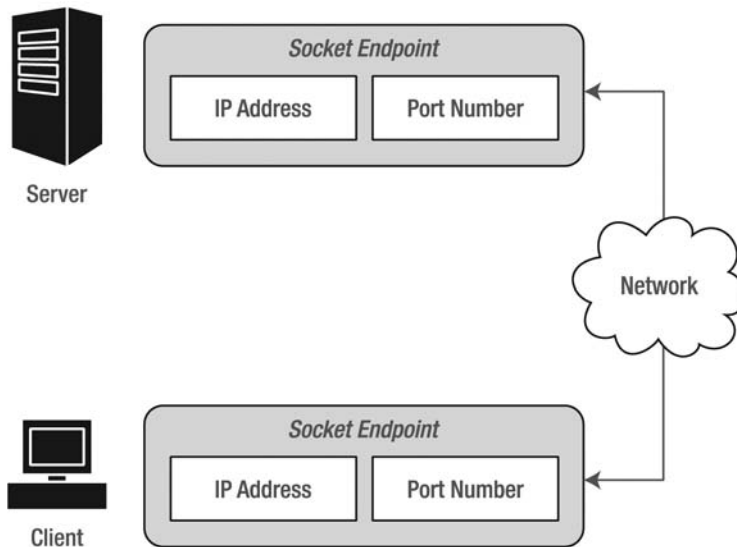 Socket Endpoint
IP Address
Port Number
Server
Network
Socket Endpoint
IP Address
Port Number
Client